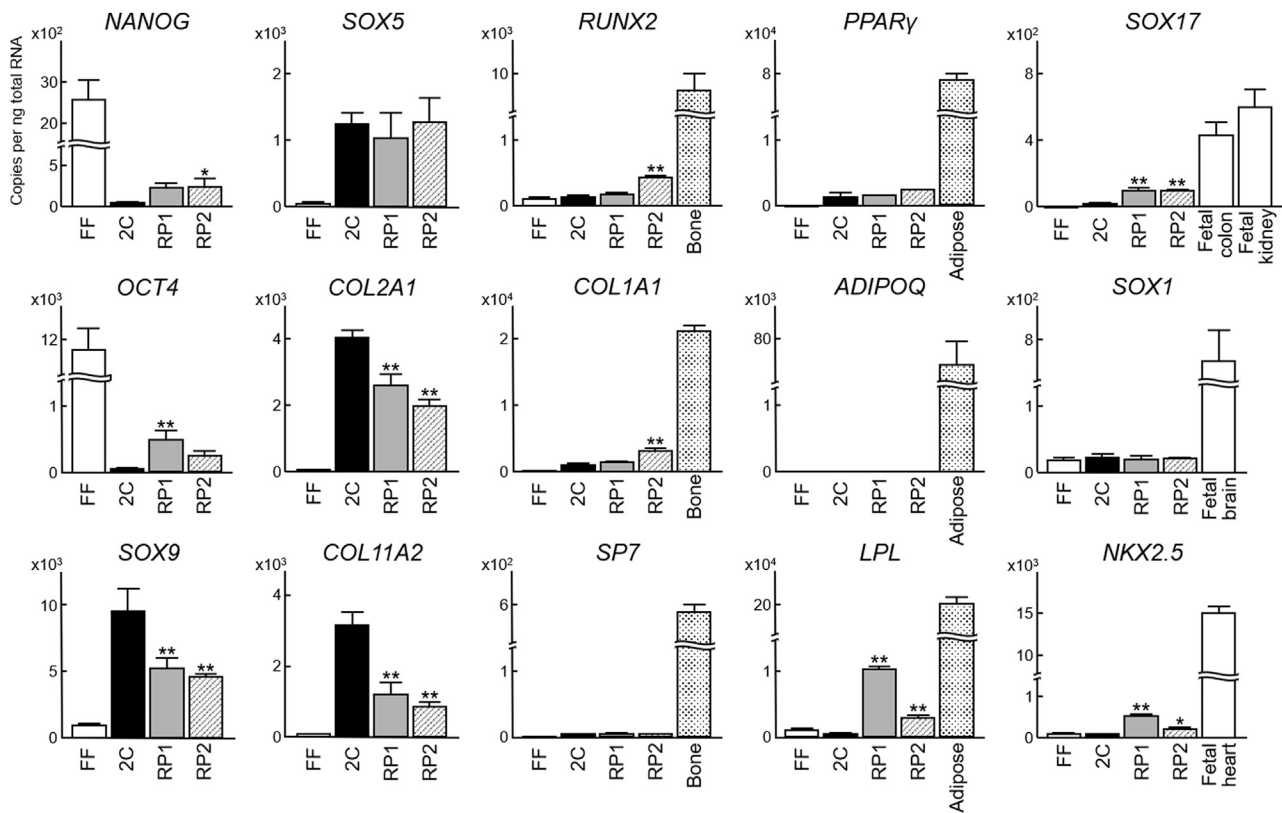 NANOG
x10²
Copies per ng total RNA
30
20
5
0
FF
2C
RP1
*
RP2
SOX5
x10³
2
1
0
FF
2C
RP1
RP2
RUNX2
x10³
10
1
0
FF
2C
RP1
**
RP2
Bone
PPARγ
x10⁴
8
1
0
FF
2C
RP1
RP2
Adipose
SOX17
x10²
8
4
0
FF
2C
**
RP1
**
RP2
Fetal
colon
Fetal
kidney
OCT4
x10³
12
1
0
FF
2C
**
RP1
RP2
COL2A1
x10³
4
2
0
FF
2C
**
RP1
**
RP2
COL1A1
x10⁴
2
1
0
FF
2C
RP1
**
RP2
Bone
ADIPOQ
x10³
80
1
0
FF
2C
RP1
RP2
Adipose
SOX1
x10²
8
1
0
FF
2C
RP1
RP2
Fetal
brain
SOX9
x10³
10
5
0
FF
2C
**
RP1
**
RP2
COL11A2
x10³
4
2
0
FF
2C
**
RP1
**
RP2
SP7
x10²
6
1
0
FF
2C
RP1
RP2
Bone
LPL
x10⁴
20
1
0
FF
2C
**
RP1
**
RP2
Adipose
NKX2.5
x10³
15
10
1
0
FF
2C
**
RP1
*
RP2
Fetal
heart